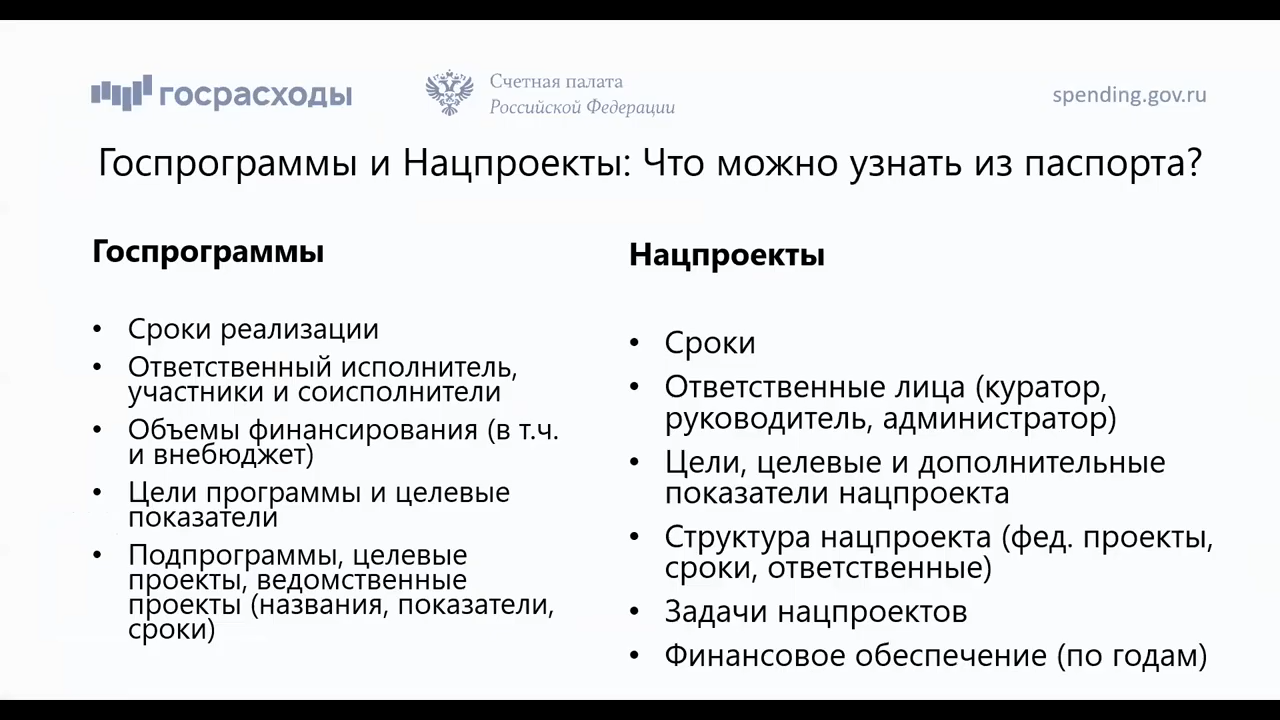 госрасходы
Счетная палата
Российской Федерации
spending.gov.ru
Госпрограммы и Нацпроекты: Что можно узнать из паспорта?
Госпрограммы
• Сроки реализации
• Ответственный исполнитель,
участники и соисполнители
• Объемы финансирования (в т.ч.
и внебюджет)
• Цели программы и целевые
показатели
• Подпрограммы, целевые
проекты, ведомственные
проекты (названия, показатели,
сроки)
Нацпроекты
• Сроки
• Ответственные лица (куратор,
руководитель, администратор)
• Цели, целевые и дополнительные
показатели нацпроекта
• Структура нацпроекта (фед. проекты,
сроки, ответственные)
• Задачи нацпроектов
• Финансовое обеспечение (по годам)